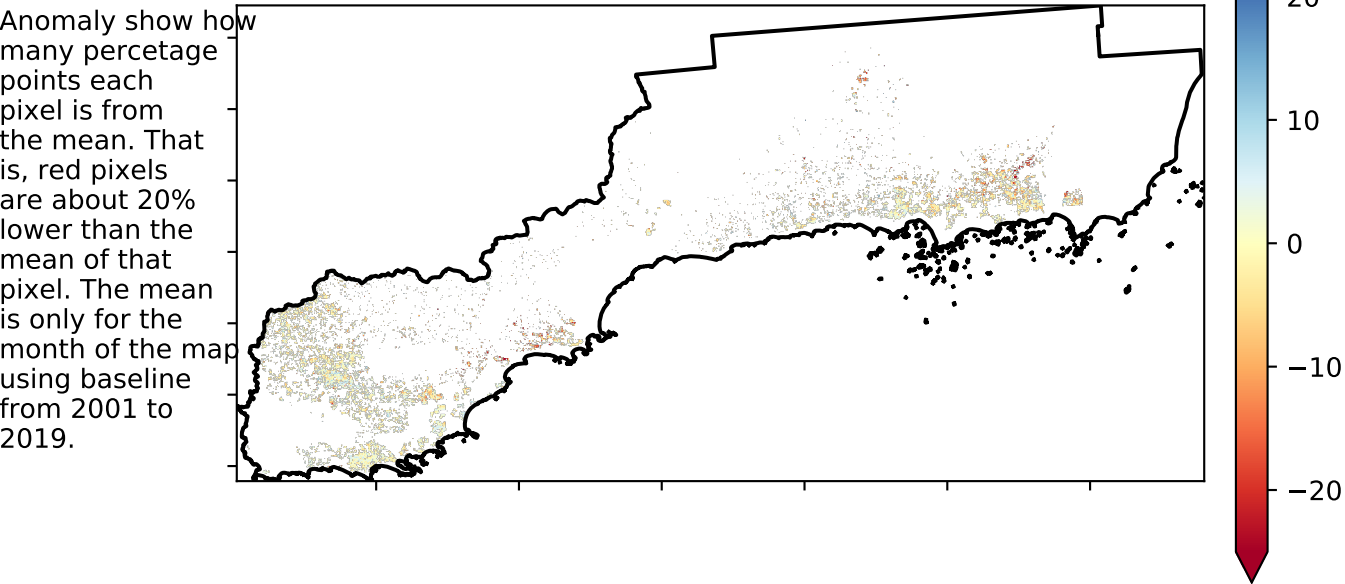 Anomaly show how
many percetage
points each
pixel is from
the mean. That
is, red pixels
are about 20%
lower than the
mean of that
pixel. The mean
is only for the
month of the map
using baseline
from 2001 to
2019.
20
10
0
−10
−20